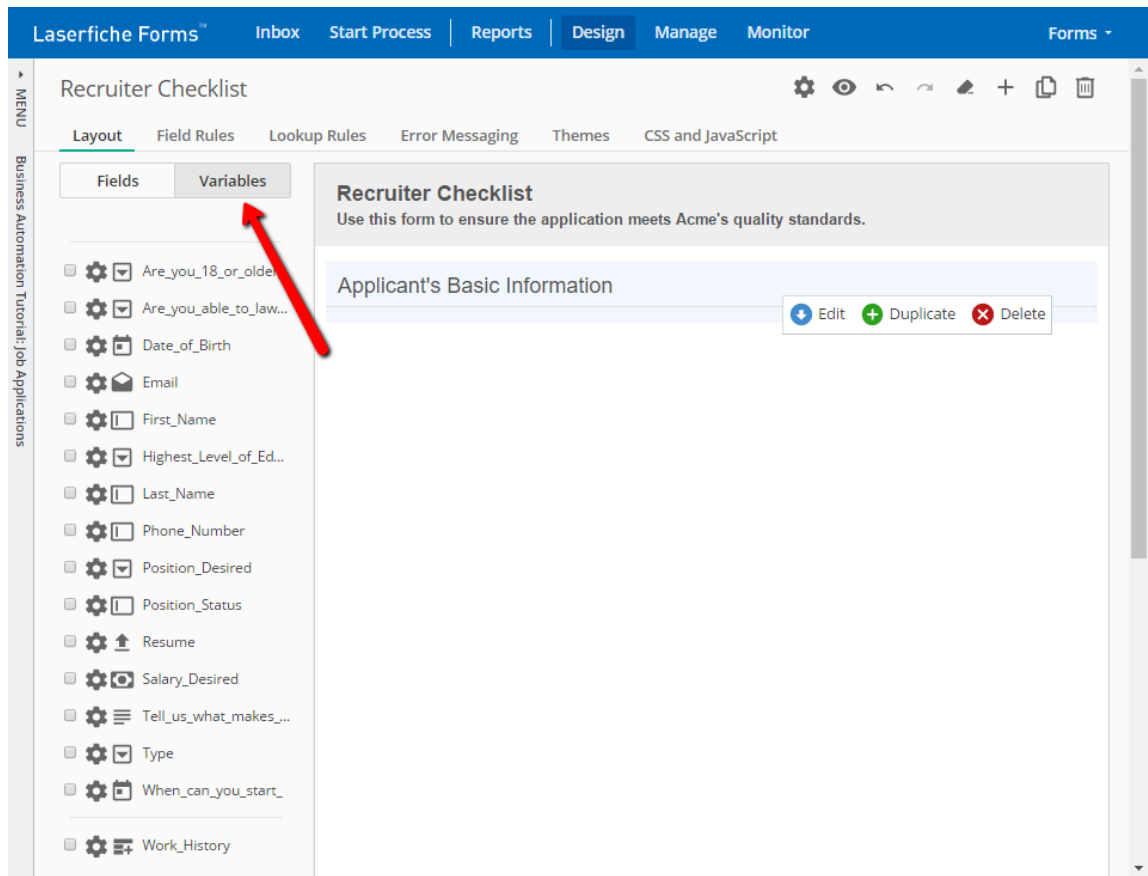 Laserfiche Forms™ Inbox Start Process Reports Design Manage Monitor Forms
MENU
Business Automation Tutorial: Job Applications
Recruiter Checklist
Layout Field Rules Lookup Rules Error Messaging Themes CSS and JavaScript
Fields Variables
Recruiter Checklist
Use this form to ensure the application meets Acme's quality standards.
Applicant's Basic Information
Edit Duplicate Delete
Are_you_18_or_older
Are_you_able_to_law...
Date_of_Birth
Email
First_Name
Highest_Level_of_Ed...
Last_Name
Phone_Number
Position_Desired
Position_Status
Resume
Salary_Desired
Tell_us_what_makes_...
Type
When_can_you_start_
Work_History